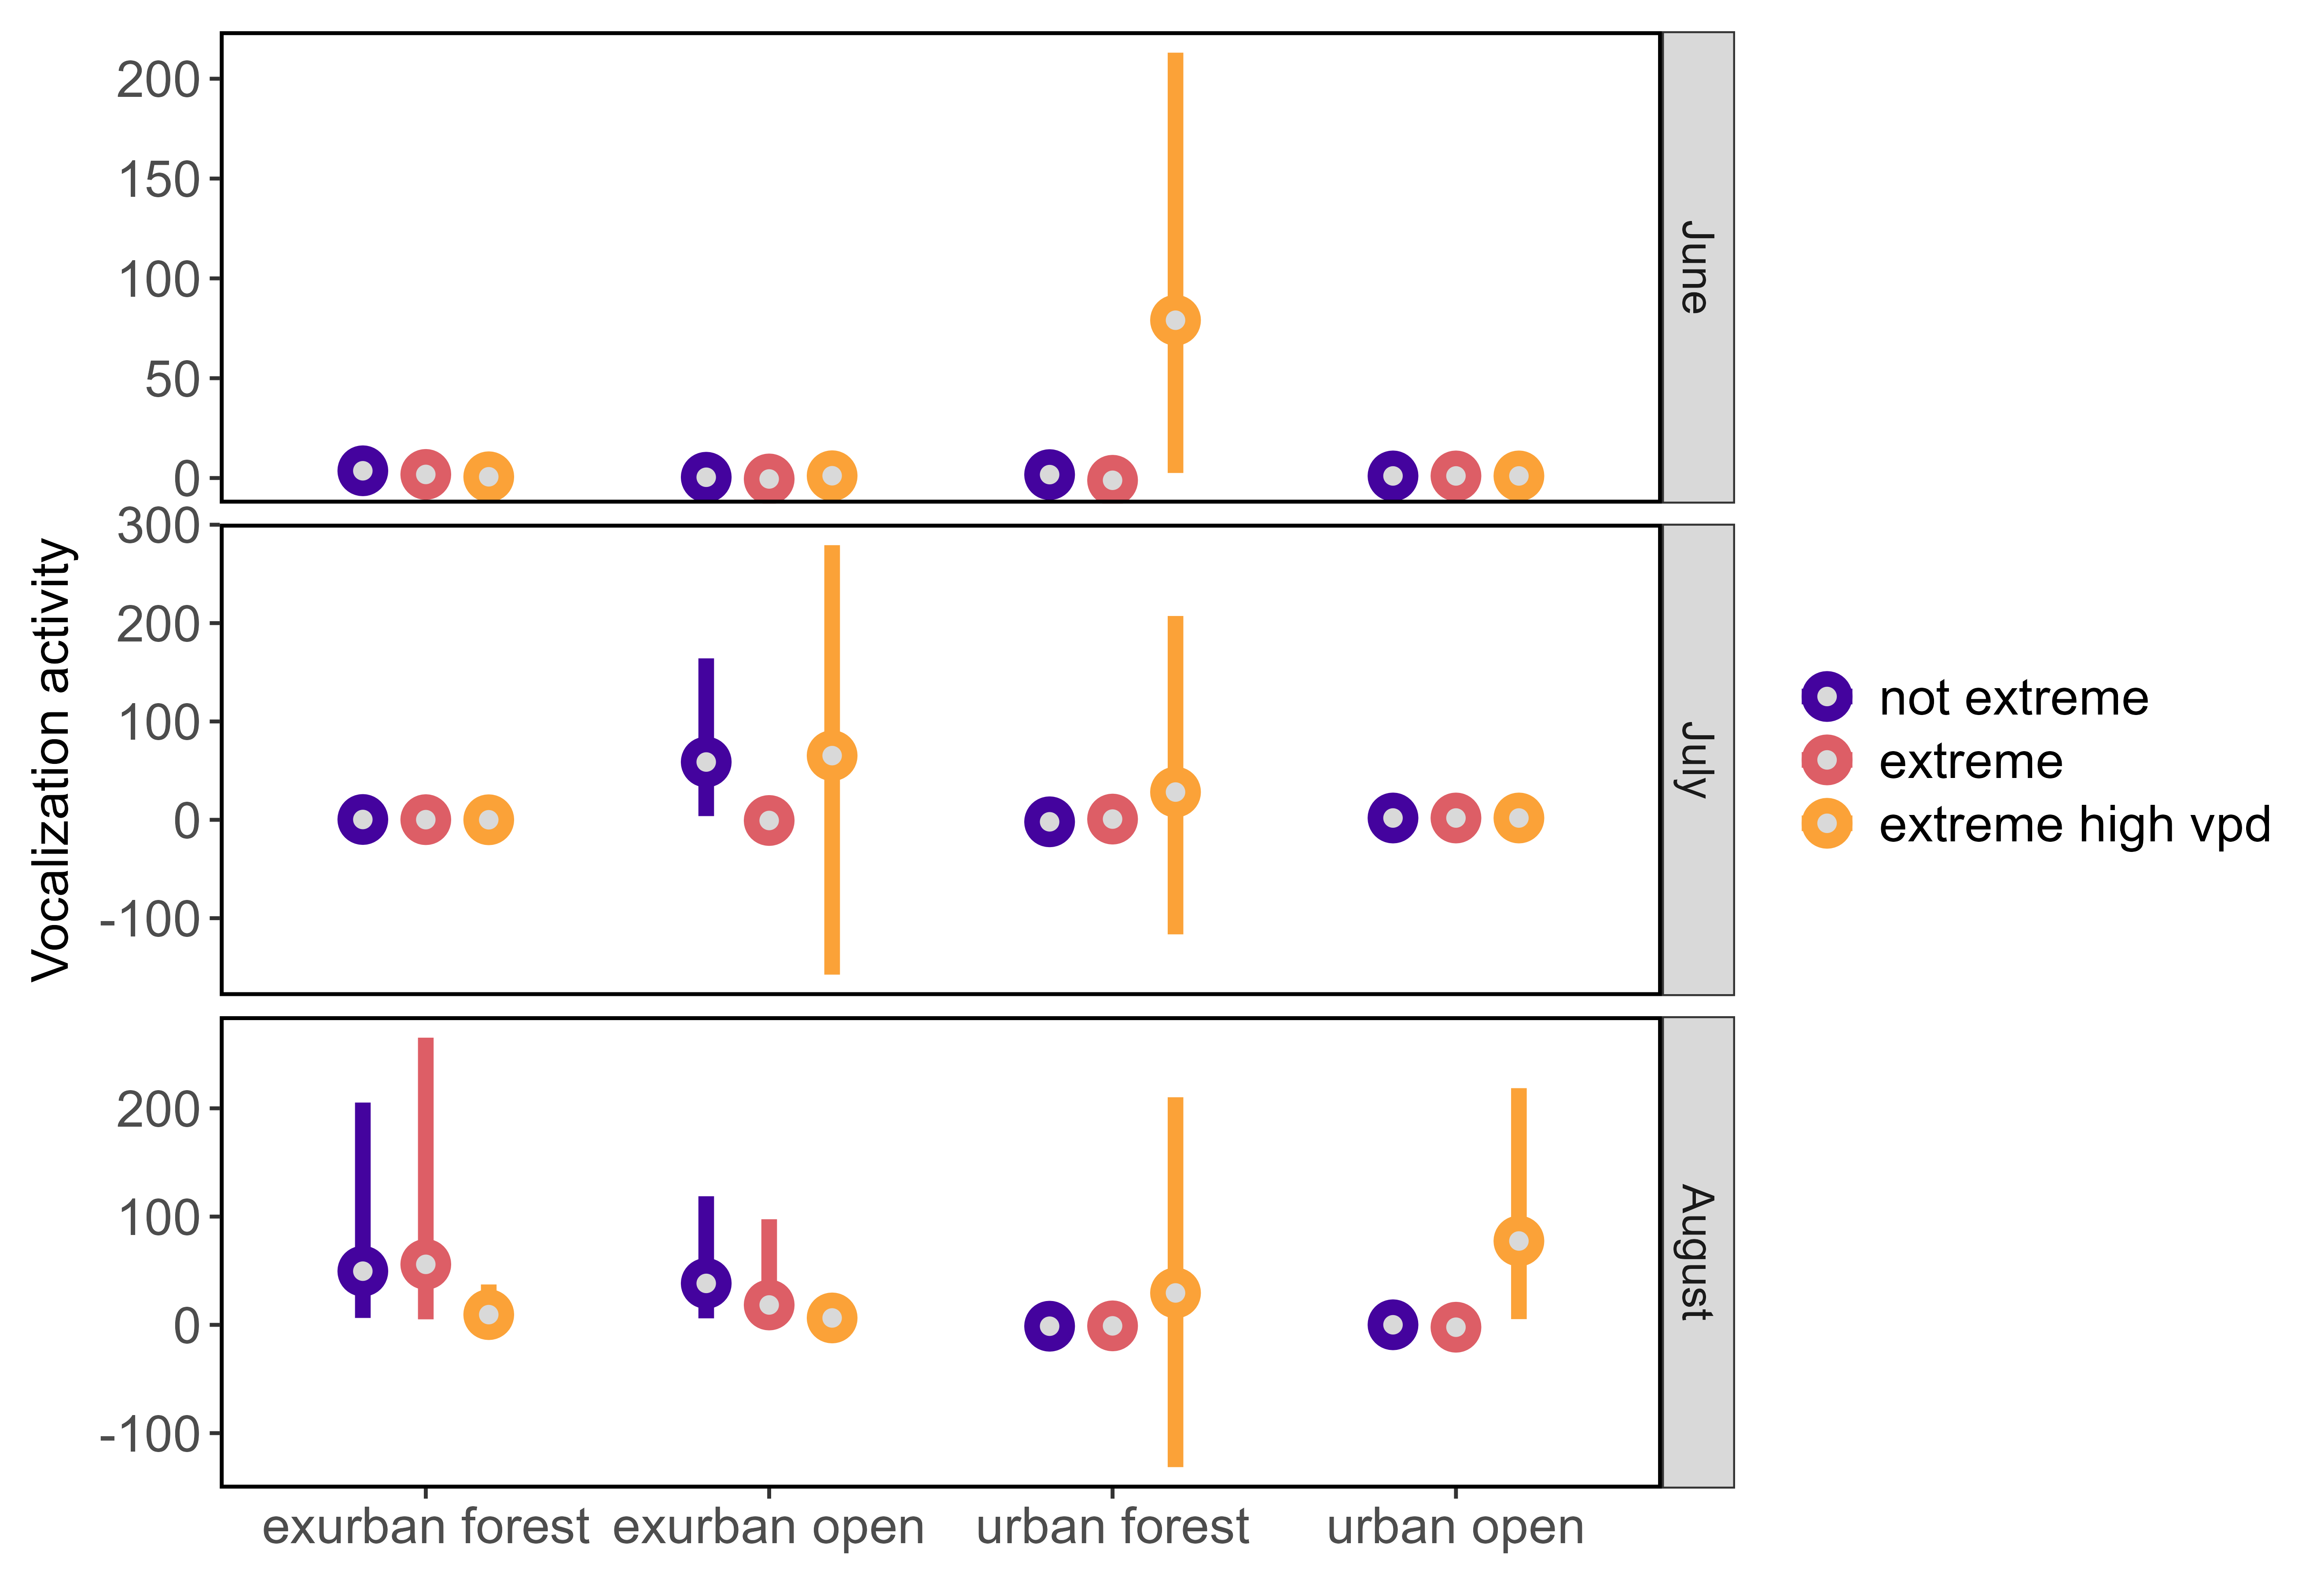 200
150
100
50
0
June
300
200
100
0
-100
July
200
100
0
-100
August
Vocalization activity
exurban forest exurban open urban forest urban open
not extreme
extreme
extreme high vpd